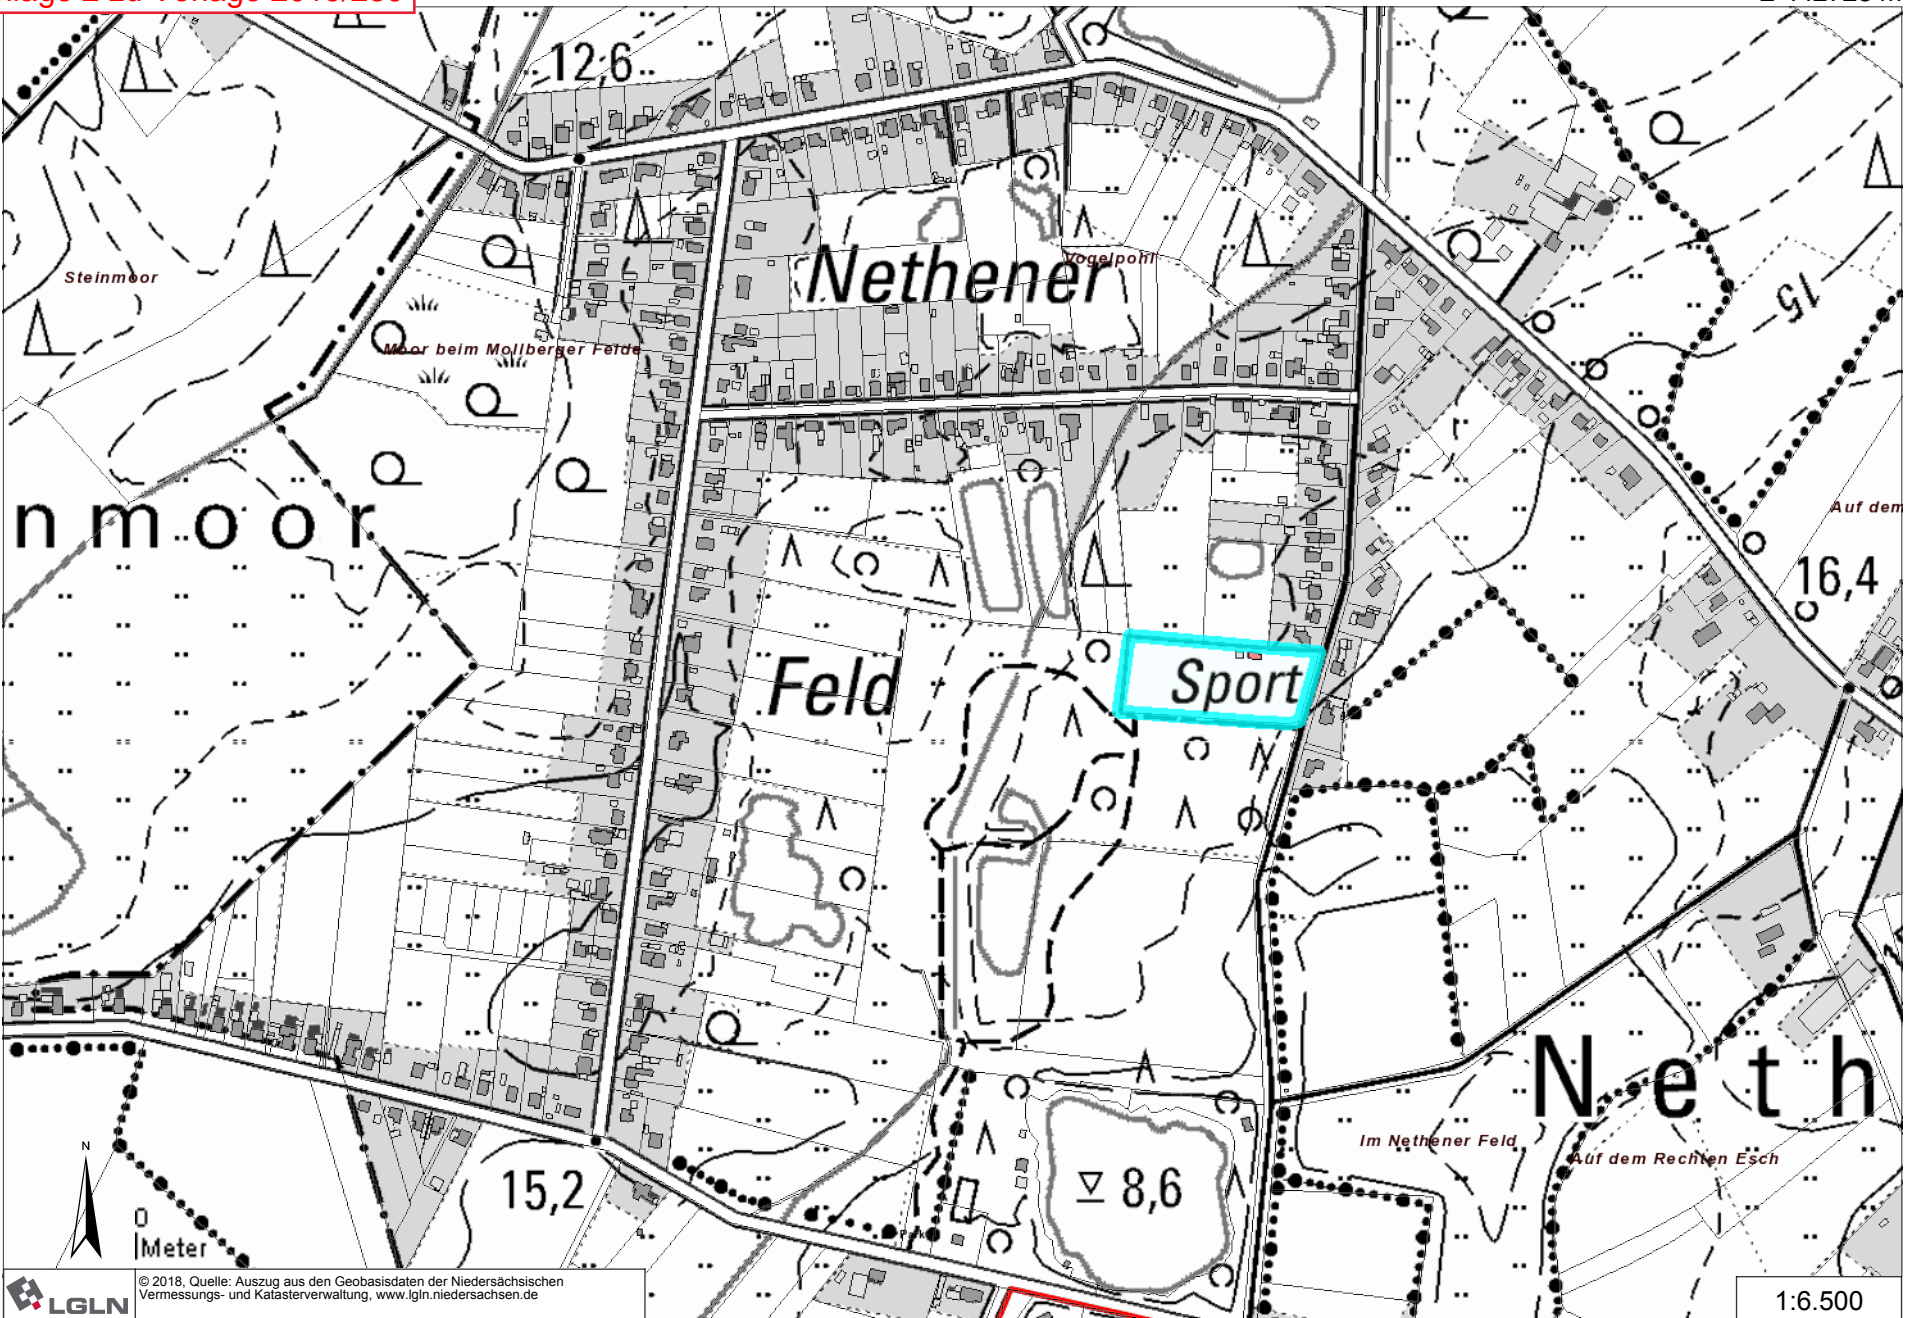 12,6
Steinmoor
Nethener
Vogelpohl
15
Moor beim Mollberger Felde
nmoor
Auf dem
16,4
Feld
Sport
Neth
Im Nethener Feld
Auf dem Rechten Esch
15,2
8,6
N
0
Meter
LGLN
© 2018, Quelle: Auszug aus den Geobasisdaten der Niedersächsischen
Vermessungs- und Katasterverwaltung, www.lgln.niedersachsen.de
1:6.500